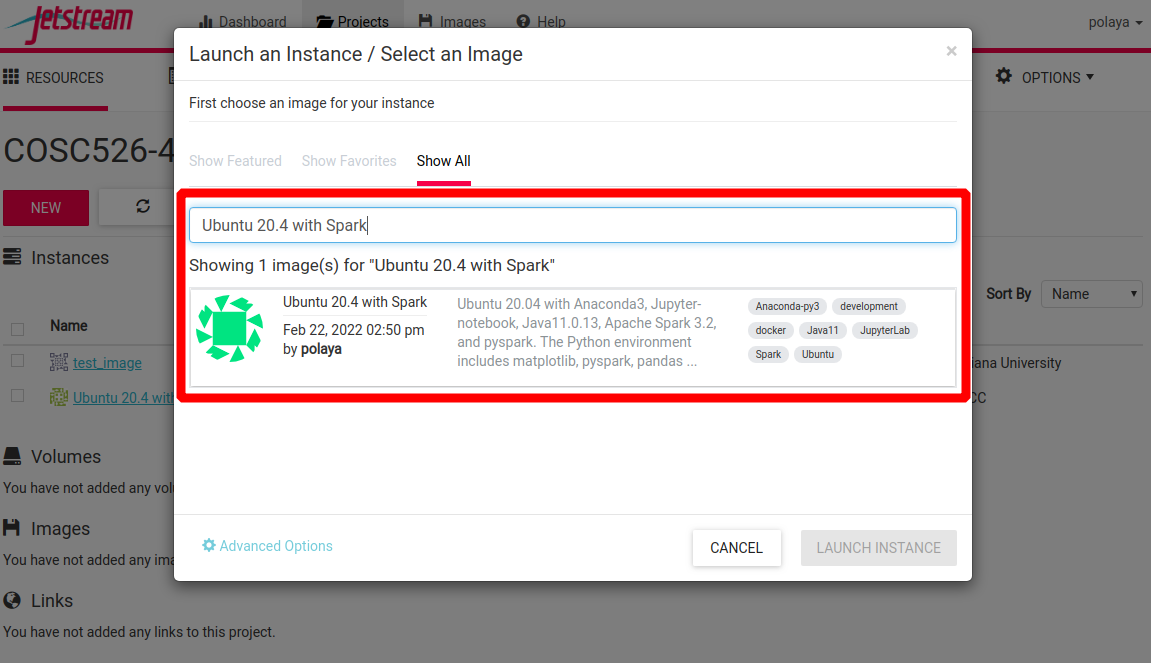 Jetstream
Dashboard Projects Images Help
polaya
RESOURCES
OPTIONS
Launch an Instance / Select an Image ×
First choose an image for your instance
Show Featured Show Favorites Show All
Ubuntu 20.4 with Spark
Showing 1 image(s) for "Ubuntu 20.4 with Spark"
Ubuntu 20.4 with Spark
Feb 22, 2022 02:50 pm
by polaya
Ubuntu 20.04 with Anaconda3, Jupyter-
notebook, Java11.0.13, Apache Spark 3.2,
and pyspark. The Python environment
includes matplotlib, pyspark, pandas ...
Anaconda-py3 development
docker Java11 JupyterLab
Spark Ubuntu
Advanced Options
CANCEL
LAUNCH INSTANCE
COSC526-4
NEW
Instances
Sort By Name
Name
test_image
iana University
Ubuntu 20.4 with
CC
Volumes
You have not added any volu
Images
You have not added any ima
Links
You have not added any links to this project.